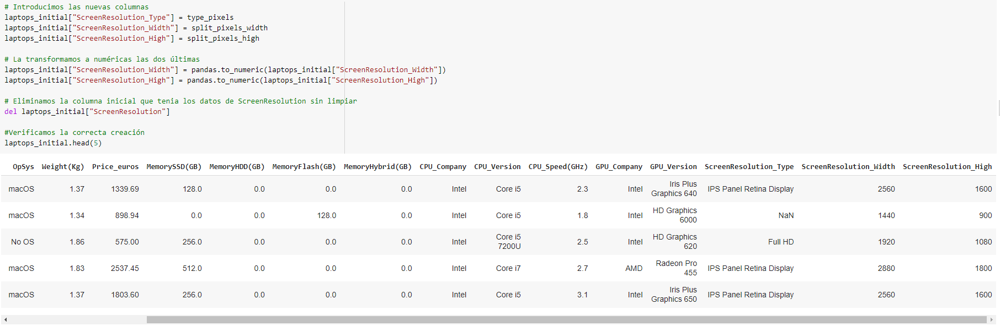 # Introducimos las nuevas columnas
laptops_initial["ScreenResolution_Type"] = type_pixels
laptops_initial["ScreenResolution_Width"] = split_pixels_width
laptops_initial["ScreenResolution_High"] = split_pixels_high
# La transformamos a numéricas las dos últimas
laptops_initial["ScreenResolution_Width"] = pandas.to_numeric(laptops_initial["ScreenResolution_Width"])
laptops_initial["ScreenResolution_High"] = pandas.to_numeric(laptops_initial["ScreenResolution_High"])
# Eliminamos la columna inicial que tenia los datos de ScreenResolution sin limpiar
del laptops_initial["ScreenResolution"]
#Verificamos la correcta creación
laptops_initial.head(5)
OpSys Weight(Kg) Price_euros MemorySSD(GB) MemoryHDD(GB) MemoryFlash(GB) MemoryHybrid(GB) CPU_Company CPU_Version CPU_Speed(GHz) GPU_Company GPU_Version ScreenResolution_Type ScreenResolution_Width ScreenResolution_High
macOS 1.37 1339.69 128.0 0.0 0.0 0.0 Intel Core i5 2.3 Intel Iris Plus Graphics 640 IPS Panel Retina Display 2560 1600
macOS 1.34 898.94 0.0 0.0 128.0 0.0 Intel Core i5 1.8 Intel HD Graphics 6000 NaN 1440 900
No OS 1.86 575.00 256.0 0.0 0.0 0.0 Intel Core i5 7200U 2.5 Intel HD Graphics 620 Full HD 1920 1080
macOS 1.83 2537.45 512.0 0.0 0.0 0.0 Intel Core i7 2.7 AMD Radeon Pro 455 IPS Panel Retina Display 2880 1800
macOS 1.37 1803.60 256.0 0.0 0.0 0.0 Intel Core i5 3.1 Intel Iris Plus Graphics 650 IPS Panel Retina Display 2560 1600